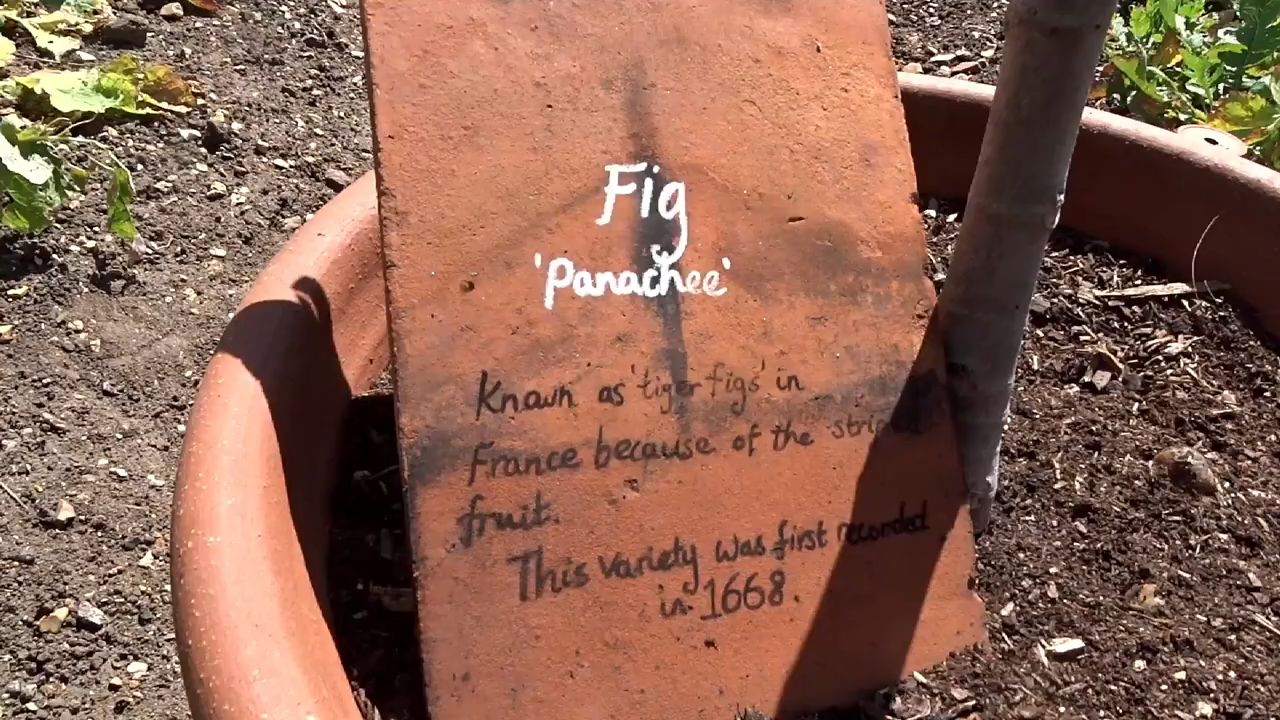 Fig
'Panachee'
Known as 'tiger figs' in
France because of the striped
fruit.
This variety was first recorded
in 1668.